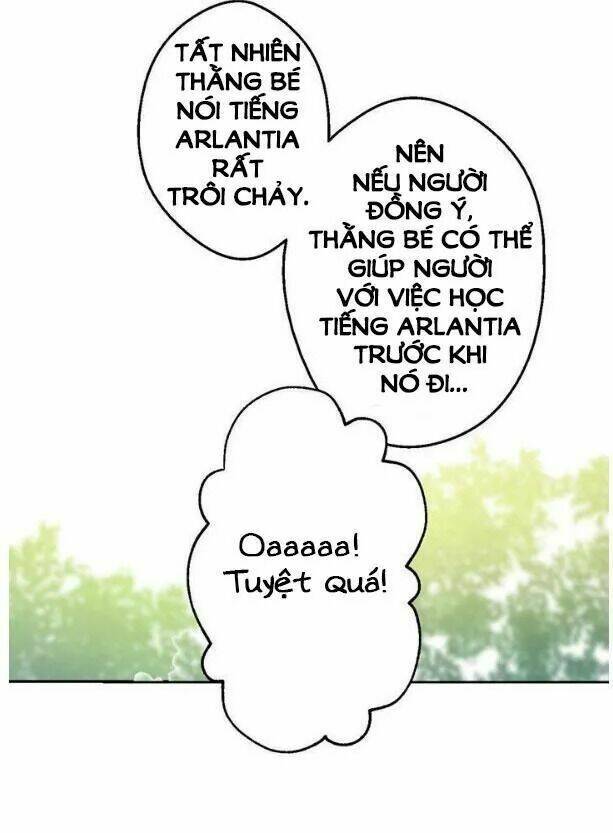 TẤT NHIÊN
THẰNG BÉ
NÓI TIẾNG
ARLANTIA
RẤT
TRÔI CHẢY.
NÊN
NẾU NGƯỜI
ĐỒNG Ý,
THẰNG BÉ CÓ THỂ
GIÚP NGƯỜI
VỚI VIỆC HỌC
TIẾNG ARLANTIA
TRƯỚC KHI
NÓ ĐI...
Oaaaaa!
Tuyệt quá!